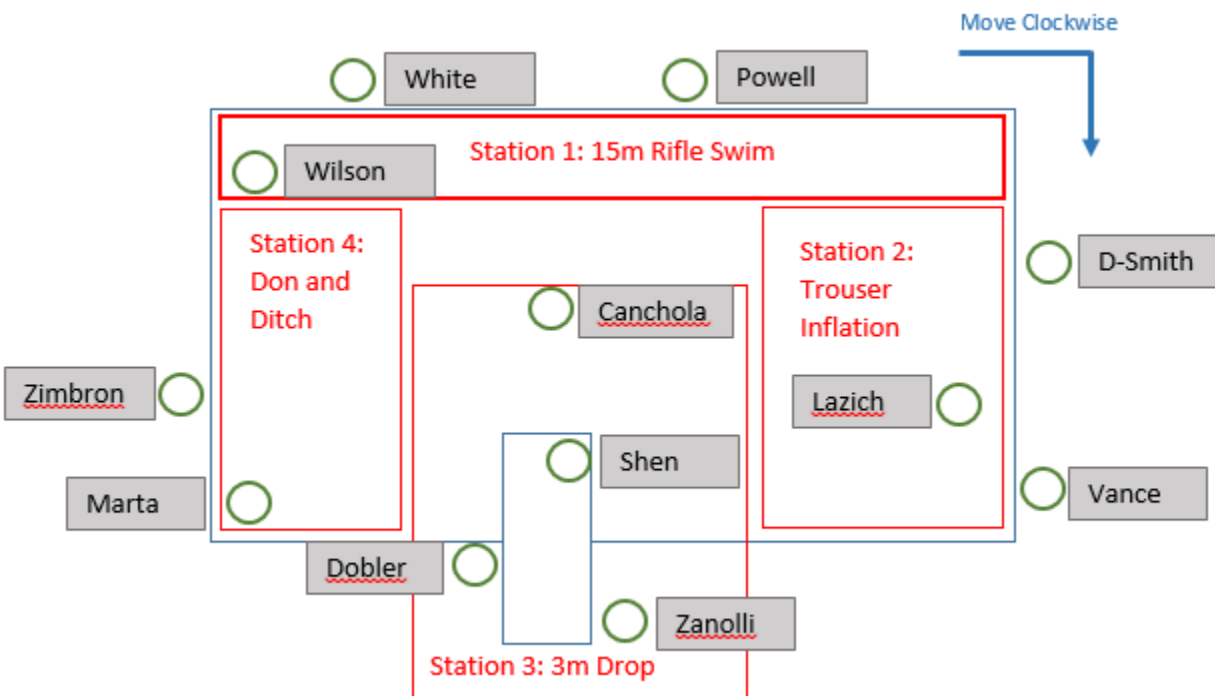 Move Clockwise
White
Powell
Station 1: 15m Rifle Swim
Wilson
Station 4:
Don and
Ditch
Station 2:
Trouser
Inflation
D-Smith
Canchola
Zimbron
Lazich
Shen
Marta
Vance
Dobler
Zanolli
Station 3: 3m Drop